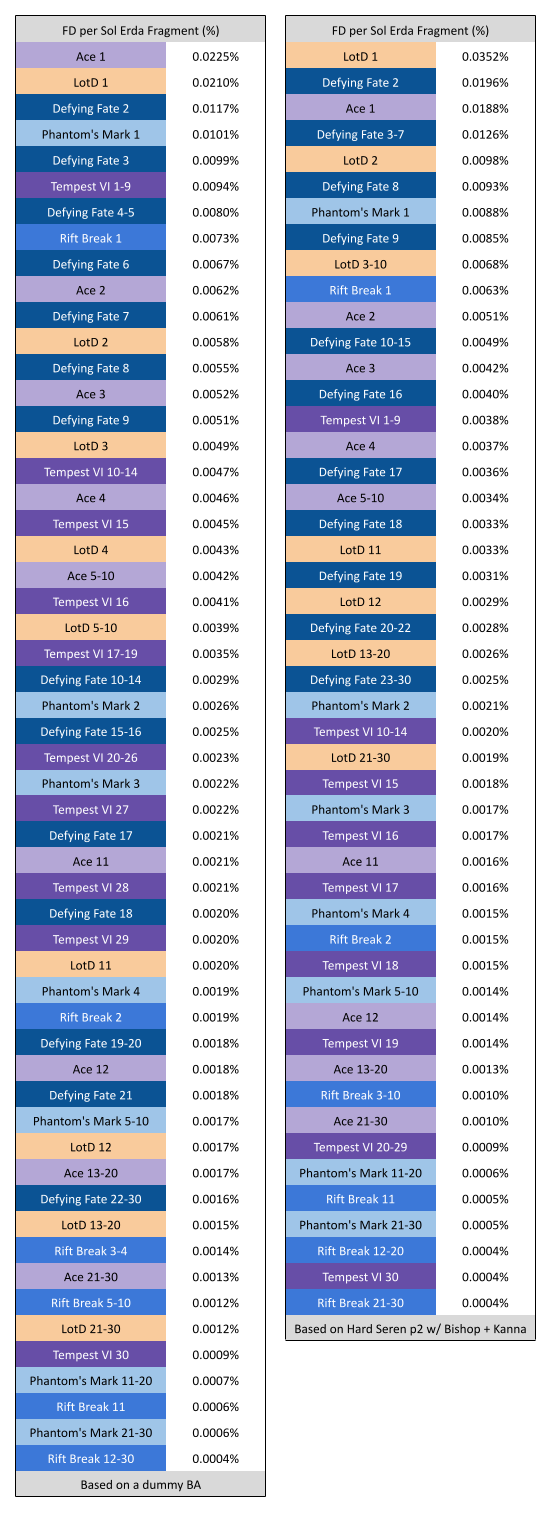 FD per Sol Erda Fragment (%)
Ace 1 0.0225%
LotD 1 0.0210%
Defying Fate 2 0.0117%
Phantom's Mark 1 0.0101%
Defying Fate 3 0.0099%
Tempest VI 1-9 0.0094%
Defying Fate 4-5 0.0080%
Rift Break 1 0.0073%
Defying Fate 6 0.0067%
Ace 2 0.0062%
Defying Fate 7 0.0061%
LotD 2 0.0058%
Defying Fate 8 0.0055%
Ace 3 0.0052%
Defying Fate 9 0.0051%
LotD 3 0.0049%
Tempest VI 10-14 0.0047%
Ace 4 0.0046%
Tempest VI 15 0.0045%
LotD 4 0.0043%
Ace 5-10 0.0042%
Tempest VI 16 0.0041%
LotD 5-10 0.0039%
Tempest VI 17-19 0.0035%
Defying Fate 10-14 0.0029%
Phantom's Mark 2 0.0026%
Defying Fate 15-16 0.0025%
Tempest VI 20-26 0.0023%
Phantom's Mark 3 0.0022%
Tempest VI 27 0.0022%
Defying Fate 17 0.0021%
Ace 11 0.0021%
Tempest VI 28 0.0021%
Defying Fate 18 0.0020%
Tempest VI 29 0.0020%
LotD 11 0.0020%
Phantom's Mark 4 0.0019%
Rift Break 2 0.0019%
Defying Fate 19-20 0.0018%
Ace 12 0.0018%
Defying Fate 21 0.0018%
Phantom's Mark 5-10 0.0017%
LotD 12 0.0017%
Ace 13-20 0.0017%
Defying Fate 22-30 0.0016%
LotD 13-20 0.0015%
Rift Break 3-4 0.0014%
Ace 21-30 0.0013%
Rift Break 5-10 0.0012%
LotD 21-30 0.0012%
Tempest VI 30 0.0009%
Phantom's Mark 11-20 0.0007%
Rift Break 11 0.0006%
Phantom's Mark 21-30 0.0006%
Rift Break 12-30 0.0004%
Based on a dummy BA
FD per Sol Erda Fragment (%)
LotD 1 0.0352%
Defying Fate 2 0.0196%
Ace 1 0.0188%
Defying Fate 3-7 0.0126%
LotD 2 0.0098%
Defying Fate 8 0.0093%
Phantom's Mark 1 0.0088%
Defying Fate 9 0.0085%
LotD 3-10 0.0068%
Rift Break 1 0.0063%
Ace 2 0.0051%
Defying Fate 10-15 0.0049%
Ace 3 0.0042%
Defying Fate 16 0.0040%
Tempest VI 1-9 0.0038%
Ace 4 0.0037%
Defying Fate 17 0.0036%
Ace 5-10 0.0034%
Defying Fate 18 0.0033%
LotD 11 0.0033%
Defying Fate 19 0.0031%
LotD 12 0.0029%
Defying Fate 20-22 0.0028%
LotD 13-20 0.0026%
Defying Fate 23-30 0.0025%
Phantom's Mark 2 0.0021%
Tempest VI 10-14 0.0020%
LotD 21-30 0.0019%
Tempest VI 15 0.0018%
Phantom's Mark 3 0.0017%
Tempest VI 16 0.0017%
Ace 11 0.0016%
Tempest VI 17 0.0016%
Phantom's Mark 4 0.0015%
Rift Break 2 0.0015%
Tempest VI 18 0.0015%
Phantom's Mark 5-10 0.0014%
Ace 12 0.0014%
Tempest VI 19 0.0014%
Ace 13-20 0.0013%
Rift Break 3-10 0.0010%
Ace 21-30 0.0010%
Tempest VI 20-29 0.0009%
Phantom's Mark 11-20 0.0006%
Rift Break 11 0.0005%
Phantom's Mark 21-30 0.0005%
Rift Break 12-20 0.0004%
Tempest VI 30 0.0004%
Rift Break 21-30 0.0004%
Based on Hard Seren p2 w/ Bishop + Kanna